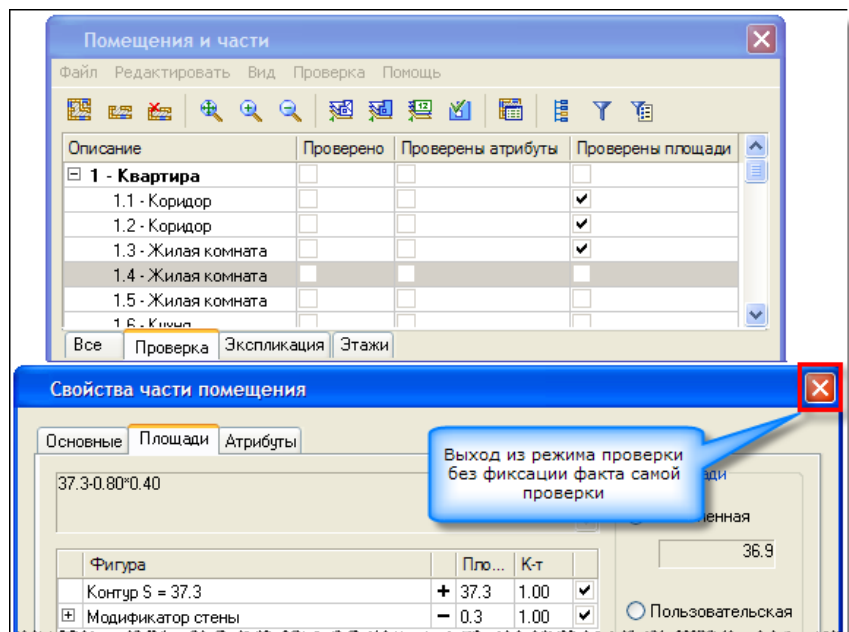 Помещения и части
Файл Редактировать Вид Проверка Помощь
Описание Проверено Проверены атрибуты Проверены площади
1 - Квартира
1.1 - Коридор
1.2 - Коридор
1.3 - Жилая комната
1.4 - Жилая комната
1.5 - Жилая комната
1.6 - Кухня
Все Проверка Экспликация Этажи
Свойства части помещения
Основные Площади Атрибуты
Выход из режима проверки
без фиксации факта самой
проверки
37.3-0.80*0.40
36.9
Фигура Пло... К-т
Контур S = 37.3 + 37.3 1.00
Модификатор стены - 0.3 1.00
Пользовательская